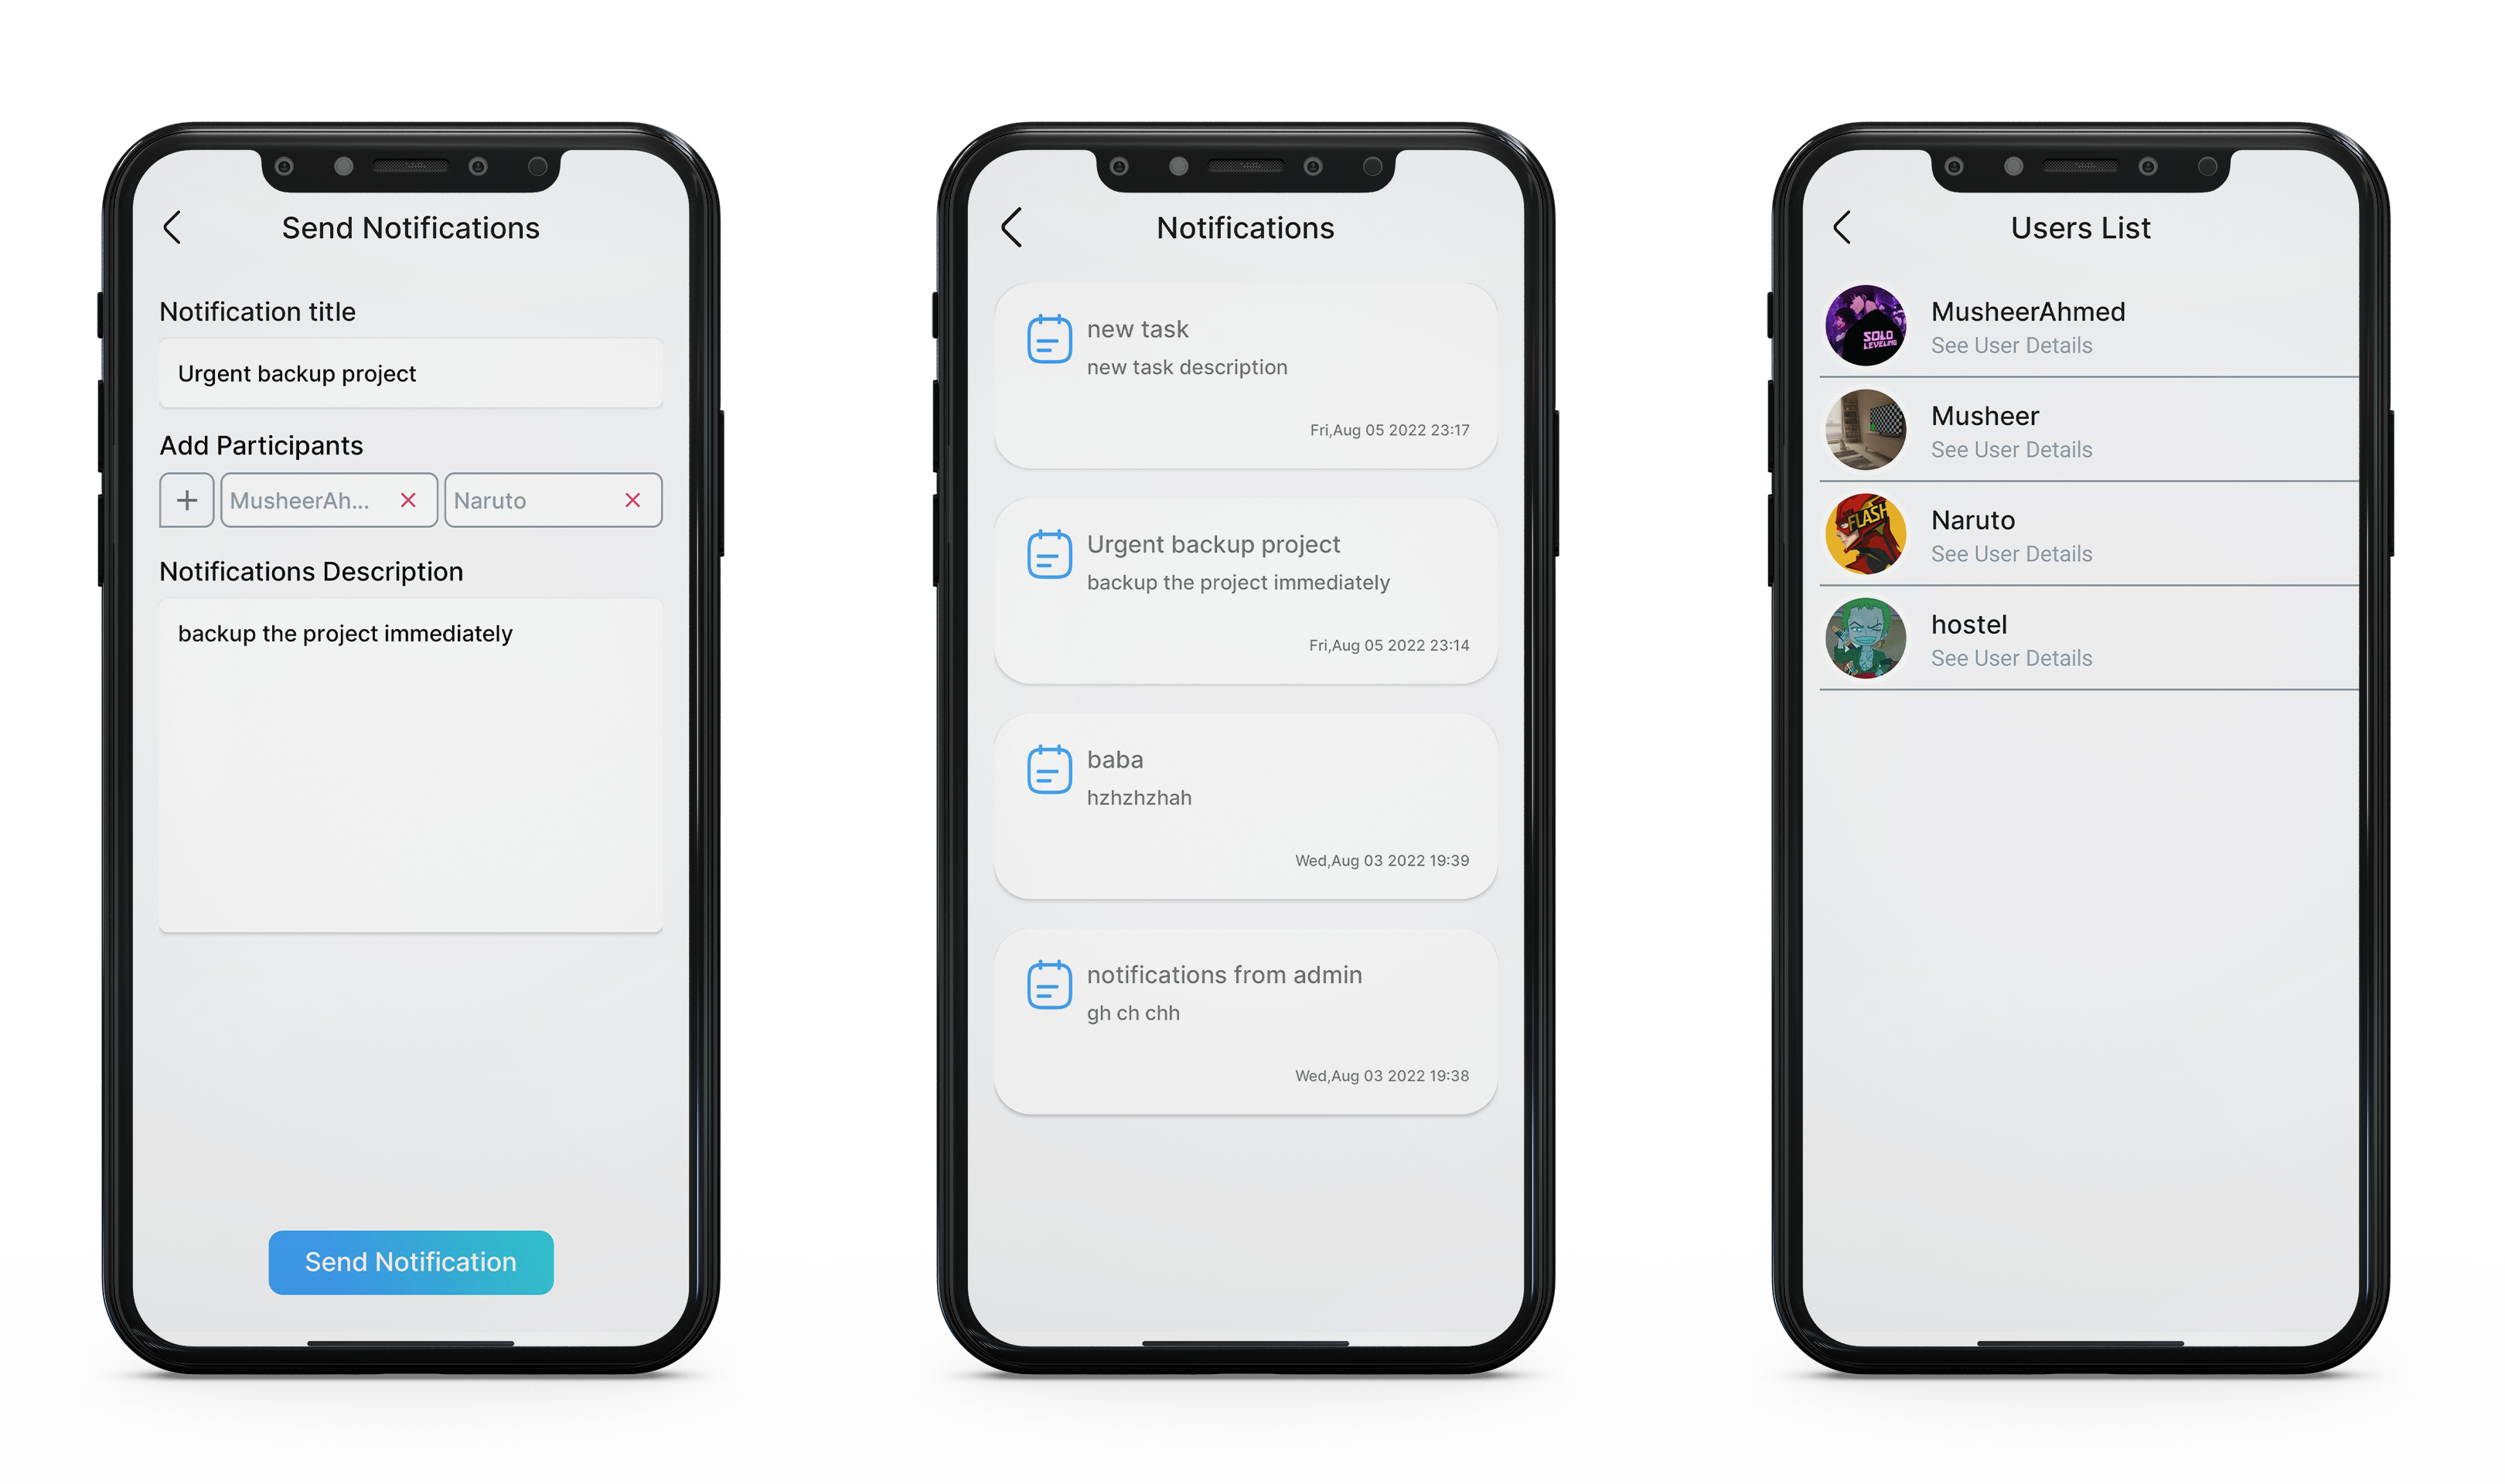 Send Notifications
Notification title
Urgent backup project
Add Participants
MusheerAh...
Naruto
Notifications Description
backup the project immediately
Send Notification
Notifications
new task
new task description
Fri,Aug 05 2022 23:17
Urgent backup project
backup the project immediately
Fri,Aug 05 2022 23:14
baba
hzhzhzhah
Wed,Aug 03 2022 19:39
notifications from admin
gh ch chh
Wed,Aug 03 2022 19:38
Users List
SOLO
LEVELING
MusheerAhmed
See User Details
Musheer
See User Details
FLASH
Naruto
See User Details
hostel
See User Details